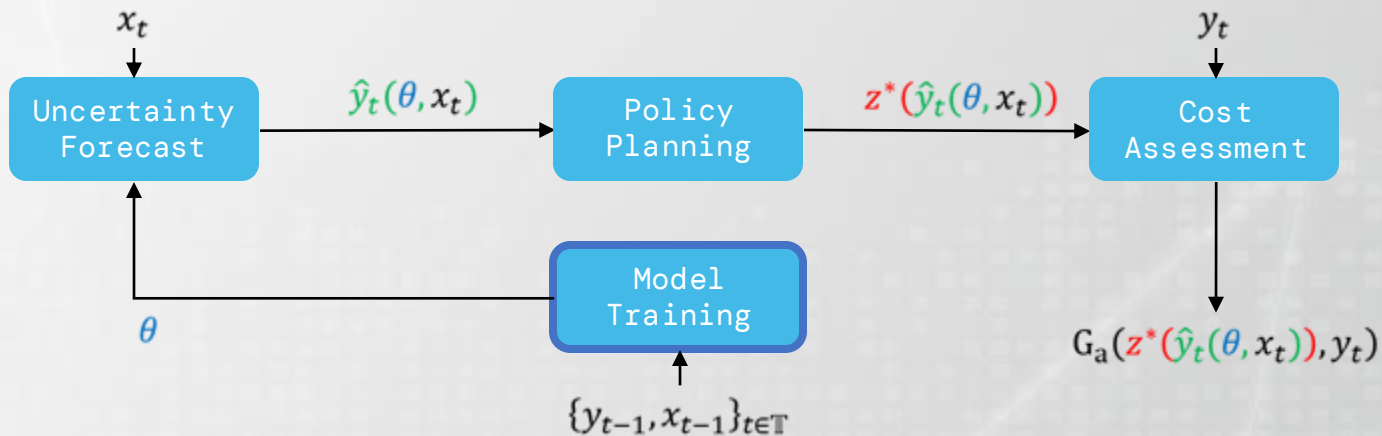 x_t
y_t
Uncertainty
Forecast
ŷ_t(θ, x_t)
Policy
Planning
z*(ŷ_t(θ, x_t))
Cost
Assessment
Model
Training
θ
G_a(z*(ŷ_t(θ, x_t)), y_t)
{y_{t−1}, x_{t−1}}_{t∈𝕋}